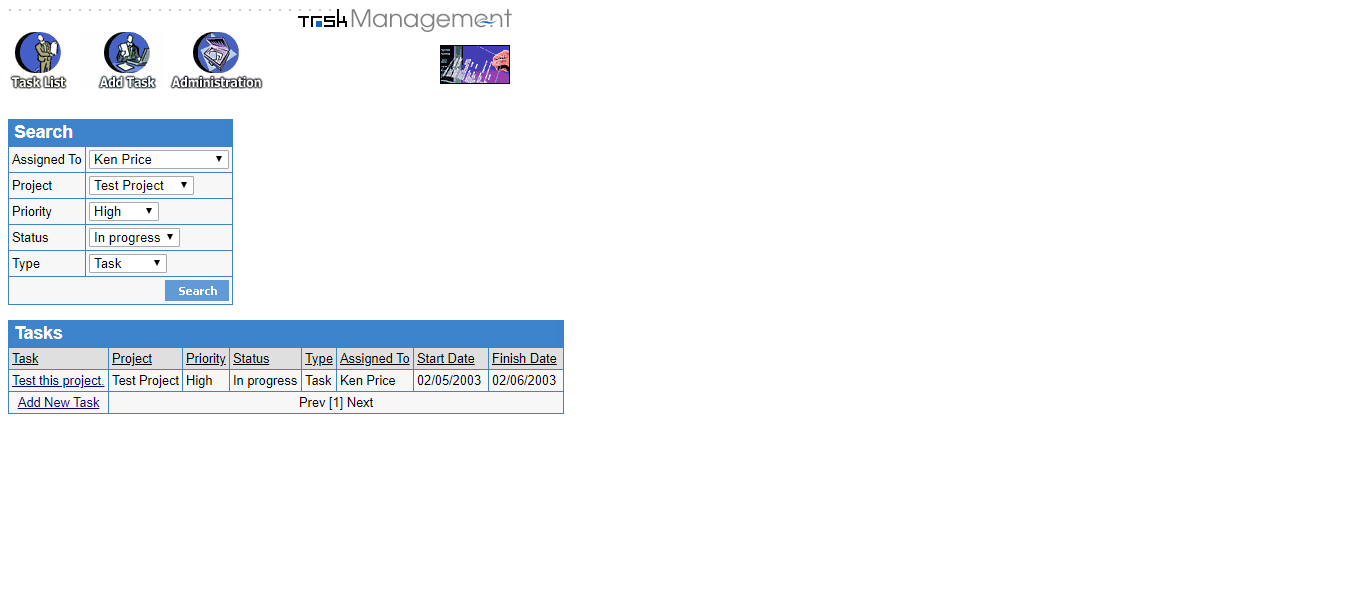 Task Management
Task List Add Task Administration
Search
Assigned To Ken Price
Project Test Project
Priority High
Status In progress
Type Task
Search
Tasks
Task Project Priority Status Type Assigned To Start Date Finish Date
Test this project. Test Project High In progress Task Ken Price 02/05/2003 02/06/2003
Add New Task Prev [1] Next